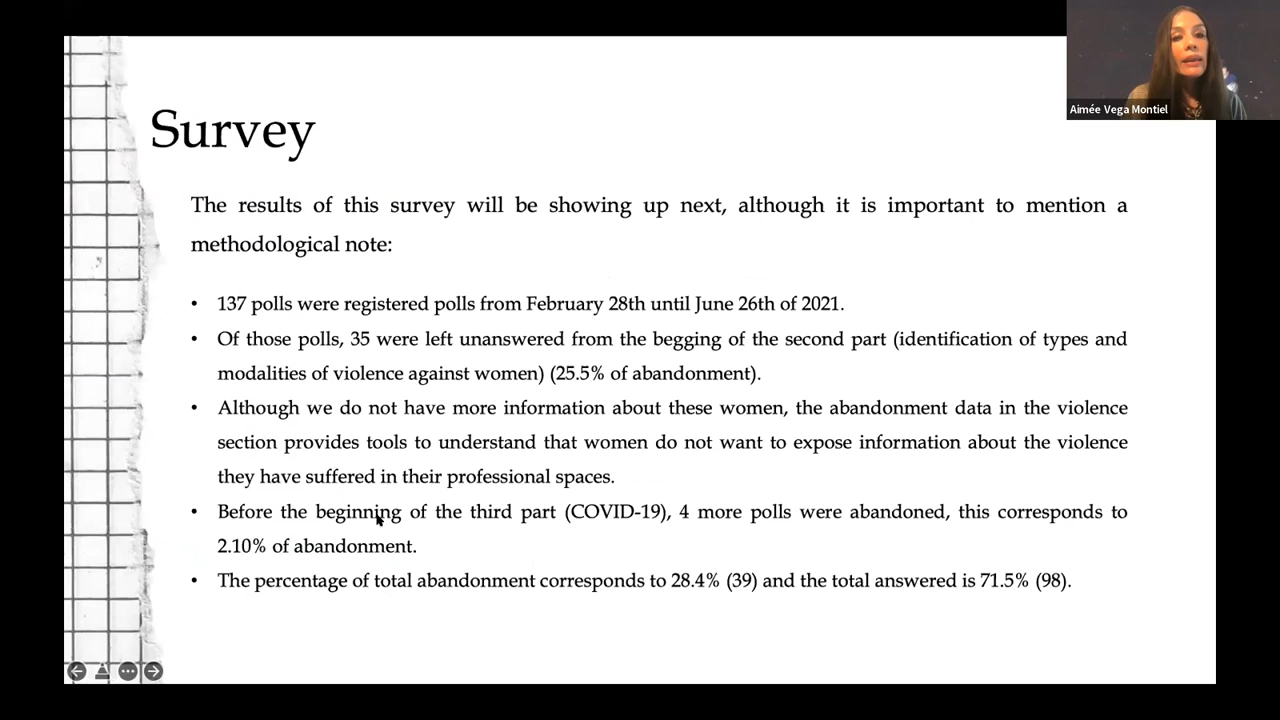 Aimée Vega Montiel
Survey
The results of this survey will be showing up next, although it is important to mention a
methodological note:
• 137 polls were registered polls from February 28th until June 26th of 2021.
• Of those polls, 35 were left unanswered from the begging of the second part (identification of types and
modalities of violence against women) (25.5% of abandonment).
• Although we do not have more information about these women, the abandonment data in the violence
section provides tools to understand that women do not want to expose information about the violence
they have suffered in their professional spaces.
• Before the beginning of the third part (COVID-19), 4 more polls were abandoned, this corresponds to
2.10% of abandonment.
• The percentage of total abandonment corresponds to 28.4% (39) and the total answered is 71.5% (98).